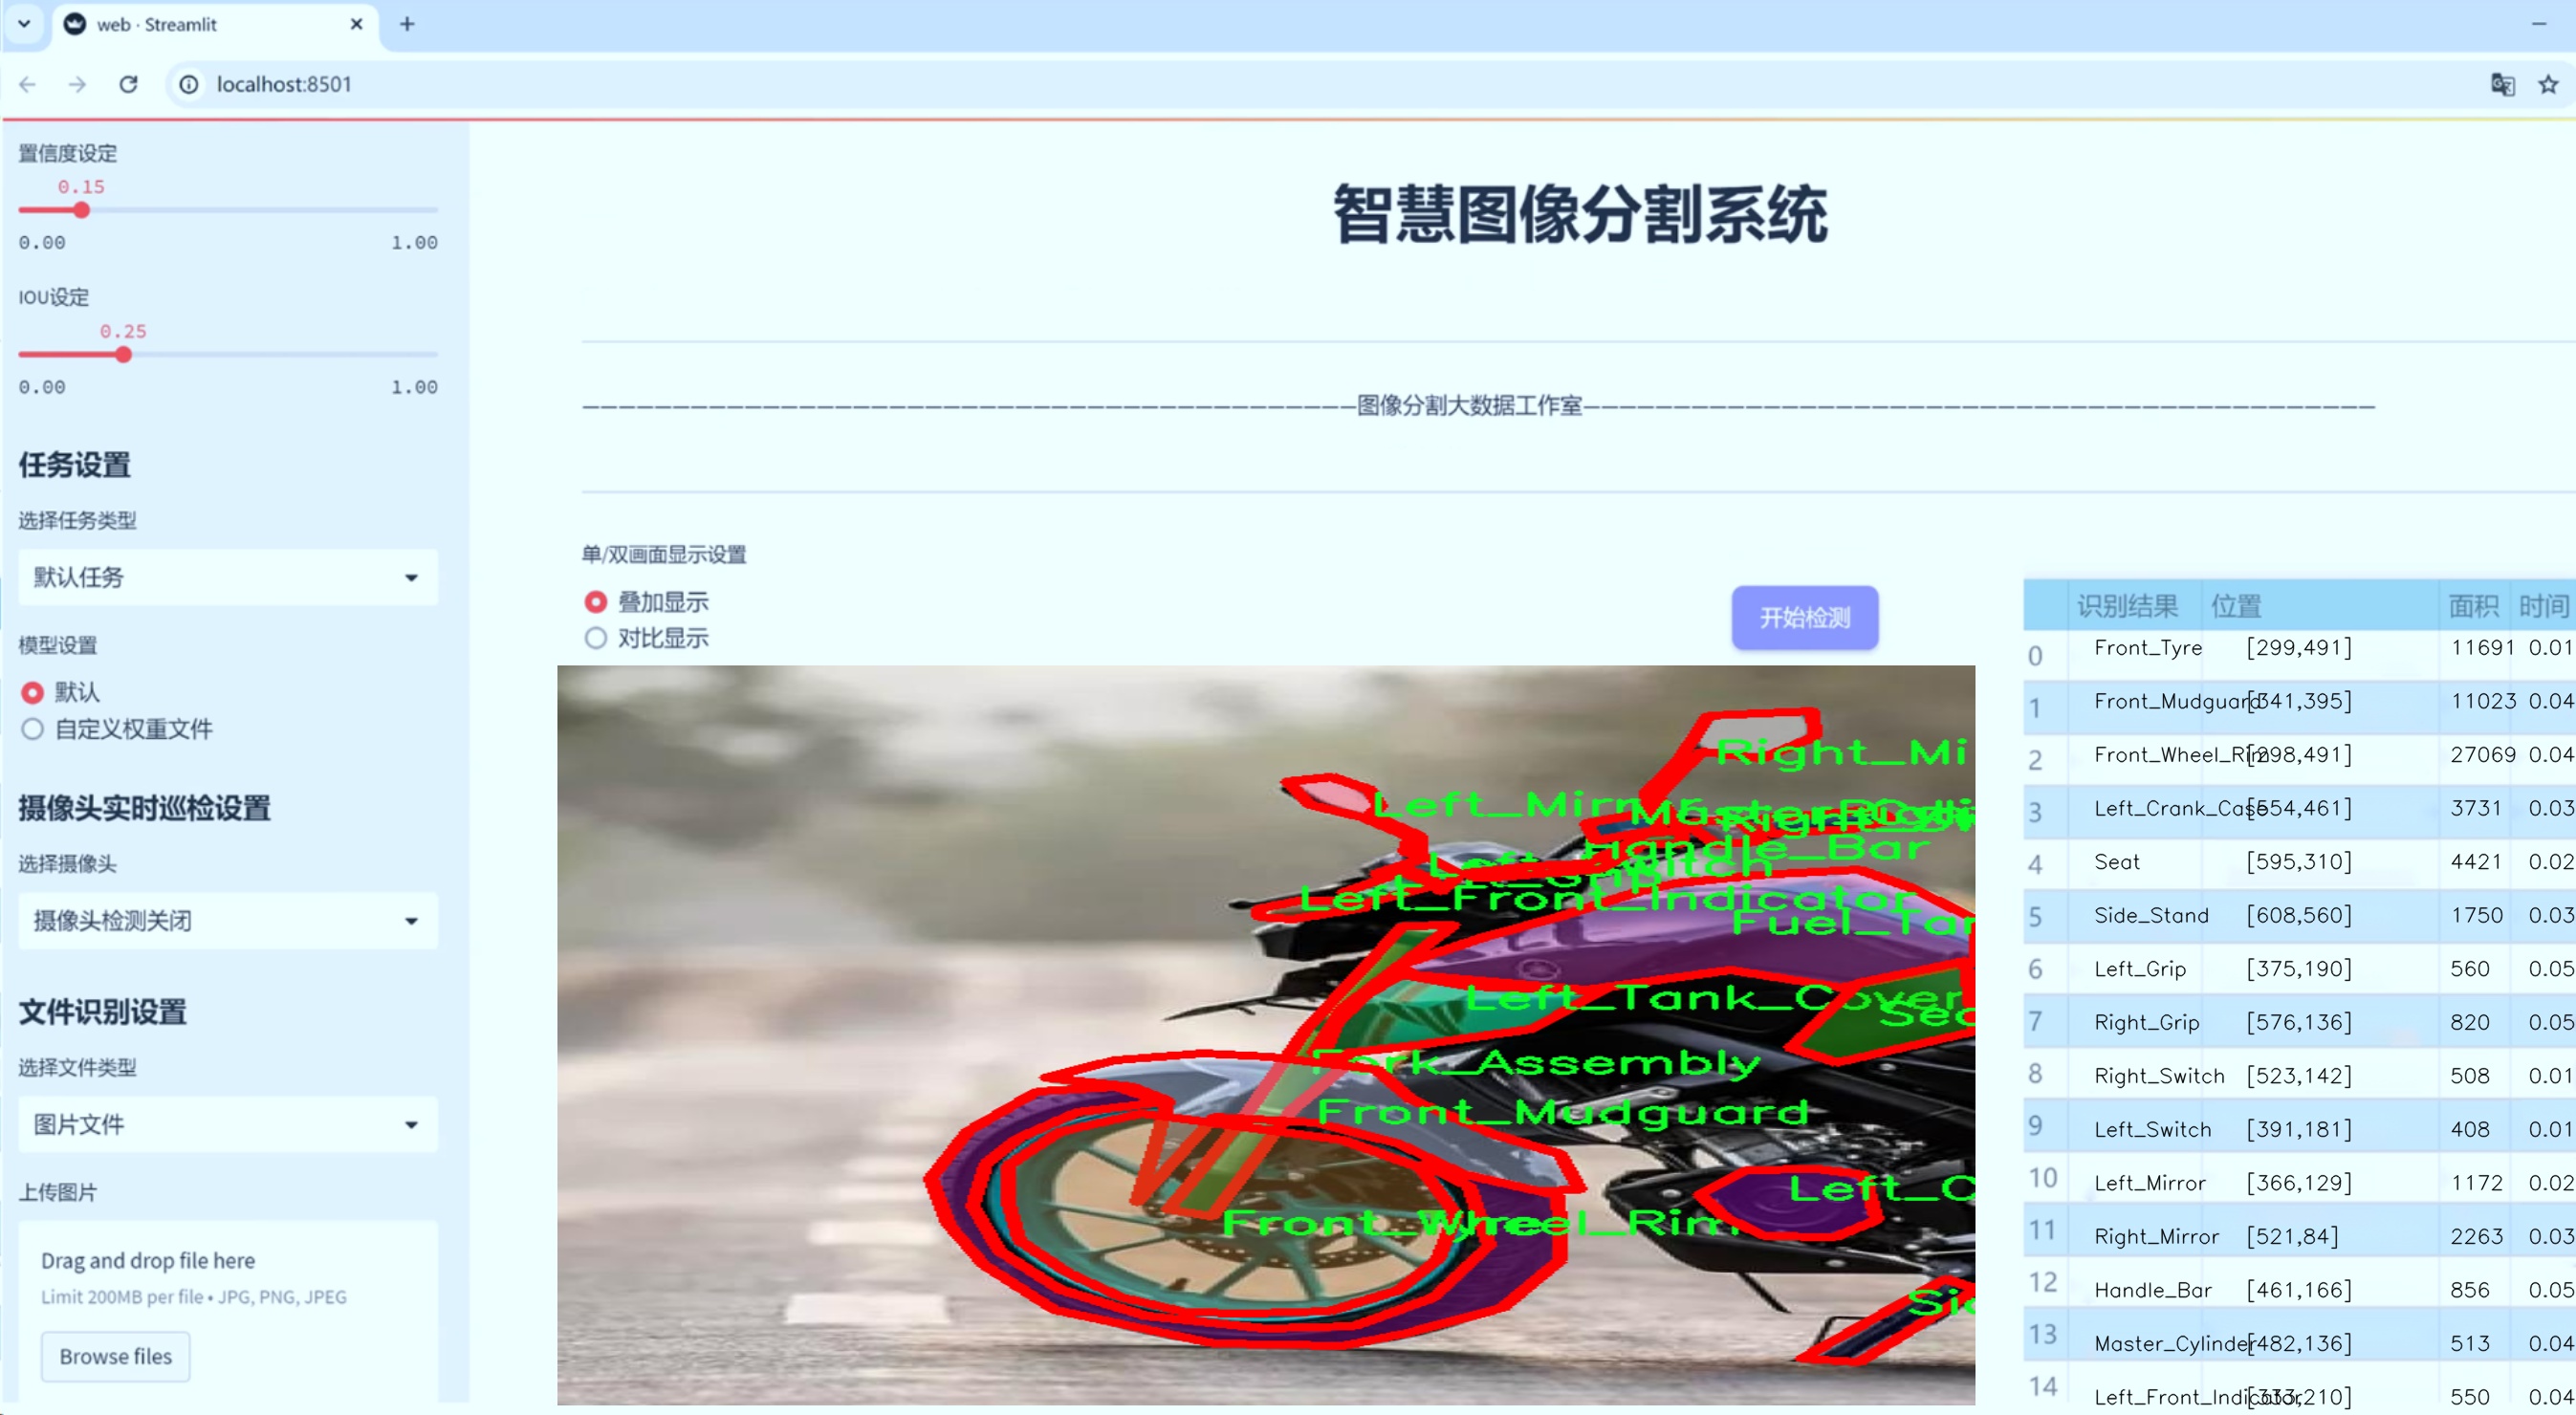 web · Streamlit
localhost:8501
置信度设定
0.15
0.00 1.00
IOU设定
0.25
0.00 1.00
任务设置
选择任务类型
默认任务
模型设置
默认
自定义权重文件
摄像头实时巡检设置
选择摄像头
摄像头检测关闭
文件识别设置
选择文件类型
图片文件
上传图片
Drag and drop file here
Limit 200MB per file • JPG, PNG, JPEG
Browse files
智慧图像分割系统
图像分割大数据工作室
单/双画面显示设置
叠加显示
对比显示
开始检测
Right_Mi
Left_Mirr
Handle_Bar
Left_Front_Indicator
Fuel_Tan
Left_Tank_Cover
Sea
Fork_Assembly
Front_Mudguard
Left_C
Front_Wheel_Rim
Sid
识别结果 位置 面积 时间
0 Front_Tyre [299,491] 11691 0.01
1 Front_Mudguard [341,395] 11023 0.04
2 Front_Wheel_Rim [298,491] 27069 0.04
3 Left_Crank_Case [554,461] 3731 0.03
4 Seat [595,310] 4421 0.02
5 Side_Stand [608,560] 1750 0.03
6 Left_Grip [375,190] 560 0.05
7 Right_Grip [576,136] 820 0.05
8 Right_Switch [523,142] 508 0.01
9 Left_Switch [391,181] 408 0.01
10 Left_Mirror [366,129] 1172 0.02
11 Right_Mirror [521,84] 2263 0.03
12 Handle_Bar [461,166] 856 0.05
13 Master_Cylinder [482,136] 513 0.04
14 Left_Front_Indicator [333,210] 550 0.04